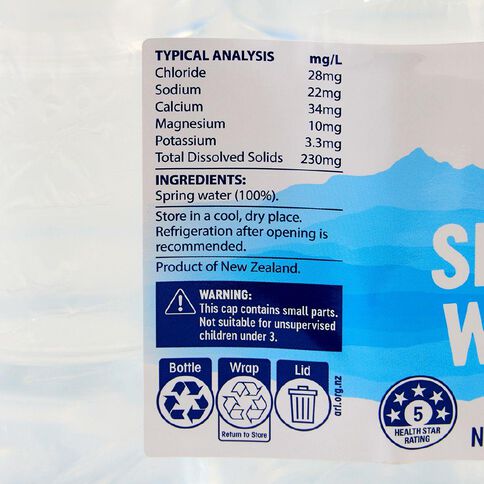 TYPICAL ANALYSIS mg/L
Chloride 28mg
Sodium 22mg
Calcium 34mg
Magnesium 10mg
Potassium 3.3mg
Total Dissolved Solids 230mg
INGREDIENTS:
Spring water (100%).
Store in a cool, dry place.
Refrigeration after opening is
recommended.
Product of New Zealand.
WARNING:
This cap contains small parts.
Not suitable for unsupervised
children under 3.
Bottle Wrap Lid
Return to Store
arl.org.nz
5
HEALTH STAR
RATING